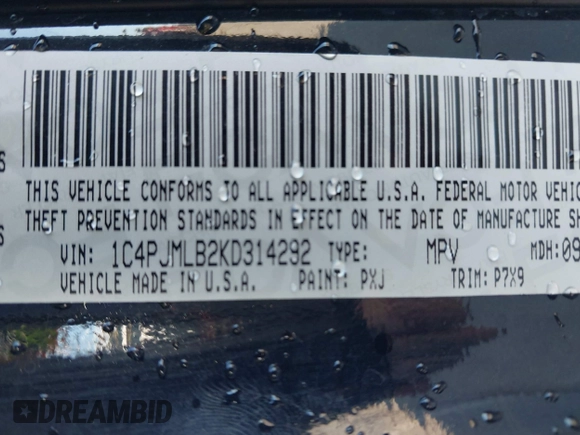 S
THIS VEHICLE CONFORMS TO ALL APPLICABLE U.S.A. FEDERAL MOTOR VEHIC
S THEFT PREVENTION STANDARDS IN EFFECT ON THE DATE OF MANUFACTURE S
VIN: 1C4PJMLB2KD314292 TYPE: MPV MDH:09
VEHICLE MADE IN U.S.A. PAINT: PXJ TRIM: P7X9
DREAMBID